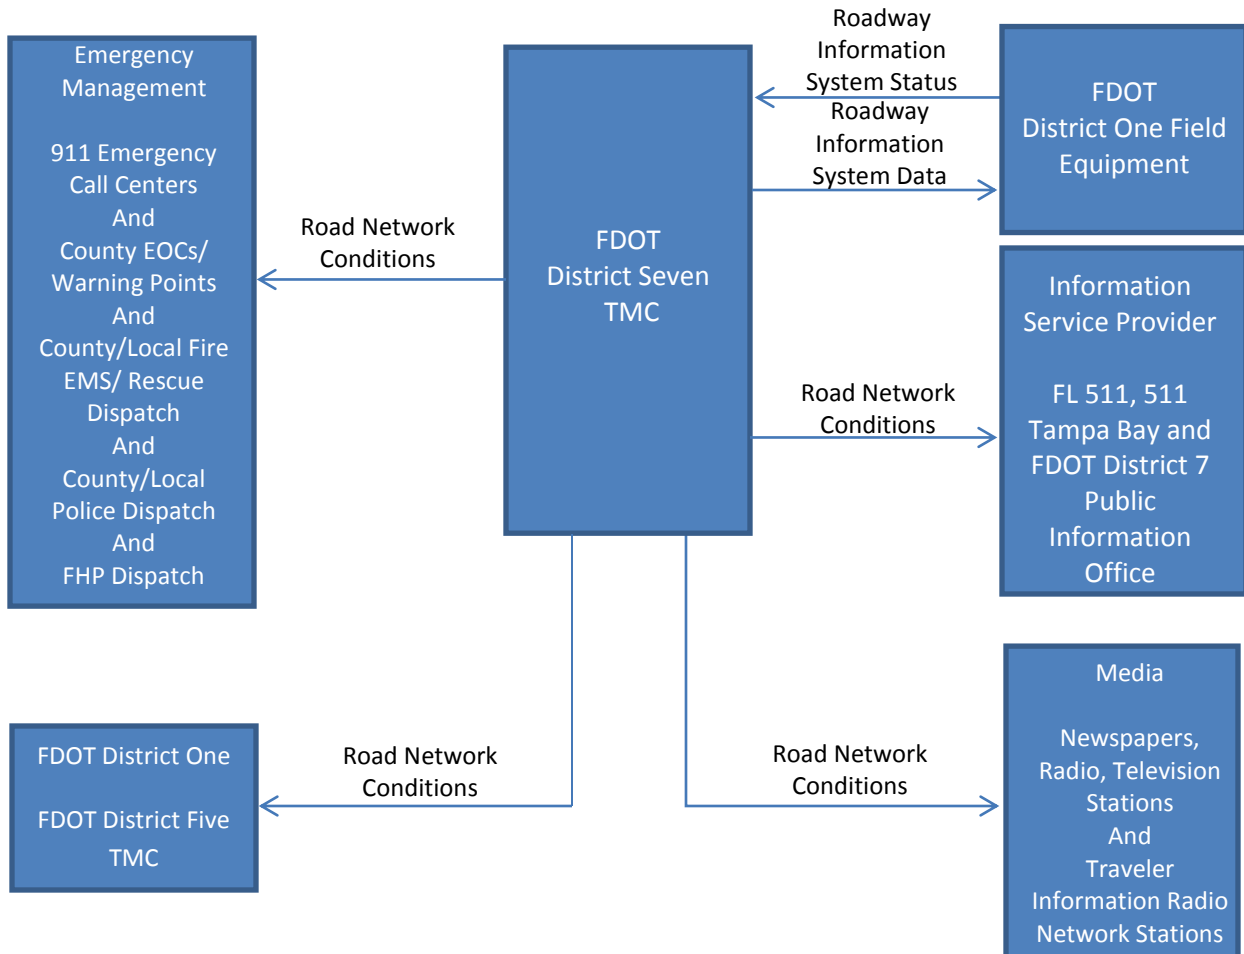 Emergency
Management
911 Emergency
Call Centers
And
County EOCs/
Warning Points
And
County/Local Fire
EMS/ Rescue
Dispatch
And
County/Local
Police Dispatch
And
FHP Dispatch
Road Network
Conditions
FDOT
District Seven
TMC
Roadway
Information
System Status
Roadway
Information
System Data
FDOT
District One Field
Equipment
Road Network
Conditions
Information
Service Provider
FL 511, 511
Tampa Bay and
FDOT District 7
Public
Information
Office
FDOT District One
FDOT District Five
TMC
Road Network
Conditions
Road Network
Conditions
Media
Newspapers,
Radio, Television
Stations
And
Traveler
Information Radio
Network Stations